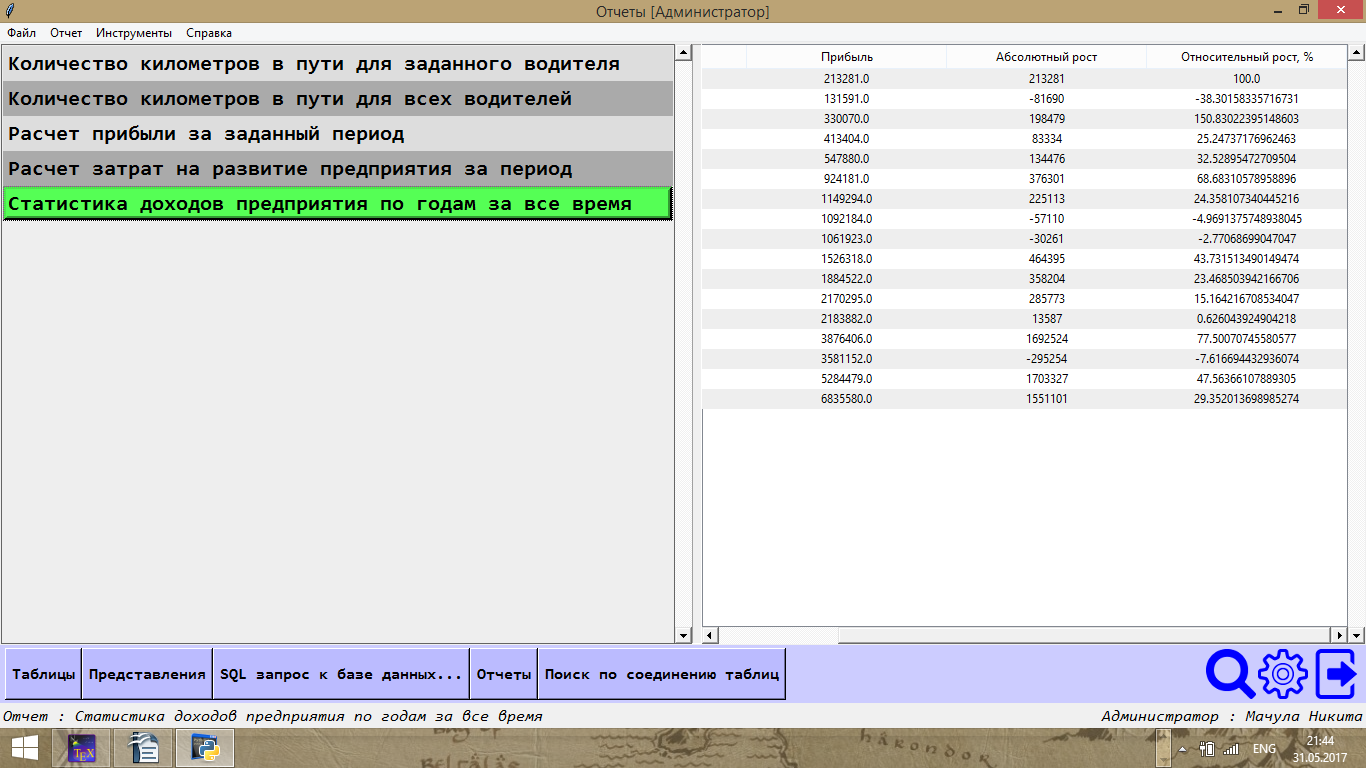 Отчеты [Администратор]
Файл Отчет Инструменты Справка
Количество километров в пути для заданного водителя
Количество километров в пути для всех водителей
Расчет прибыли за заданный период
Расчет затрат на развитие предприятия за период
Статистика доходов предприятия по годам за все время
Прибыль Абсолютный рост Относительный рост, %
213281.0 213281 100.0
131591.0 -81690 -38.30158335716731
330070.0 198479 150.83022395148603
413404.0 83334 25.24737176962463
547880.0 134476 32.52895472709504
924181.0 376301 68.68310578958896
1149294.0 225113 24.358107340445216
1092184.0 -57110 -4.9691375748938045
1061923.0 -30261 -2.77068699047047
1526318.0 464395 43.731513490149474
1884522.0 358204 23.468503942166706
2170295.0 285773 15.164216708534047
2183882.0 13587 0.626043924904218
3876406.0 1692524 77.50070745580577
3581152.0 -295254 -7.616694432936074
5284479.0 1703327 47.56366107889305
6835580.0 1551101 29.352013698985274
Таблицы Представления SQL запрос к базе данных... Отчеты Поиск по соединению таблиц
Отчет : Статистика доходов предприятия по годам за все время Администратор : Мачула Никита
TEX
håkondor
ENG
21:44
31.05.2017